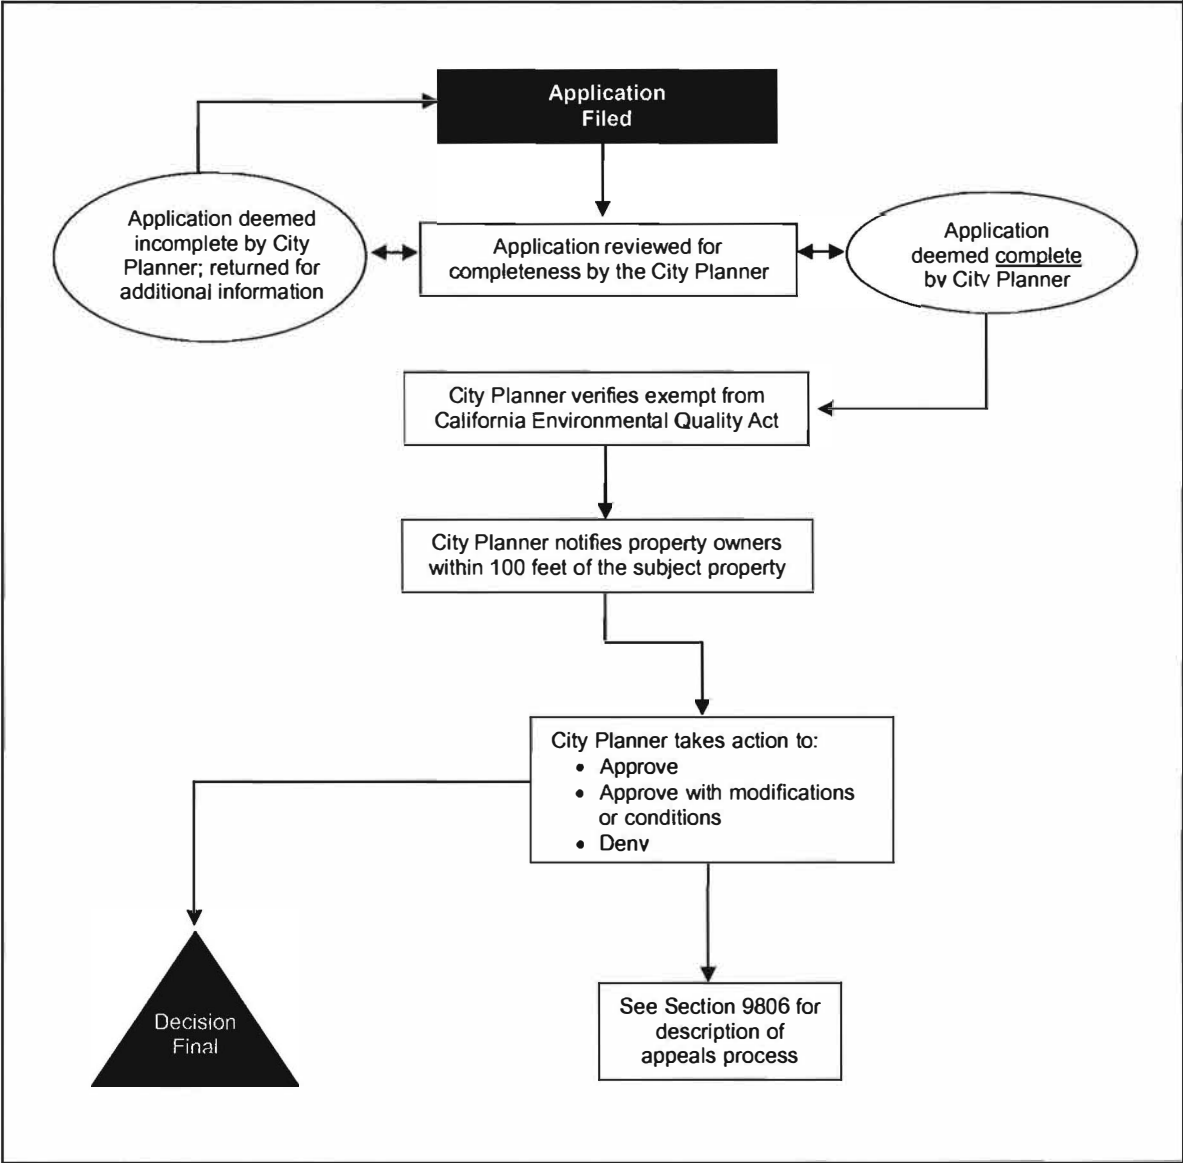 Application
Filed
Application deemed
incomplete by City
Planner; returned for
additional information
Application reviewed for
completeness by the City Planner
Application
deemed complete
by City Planner
City Planner verifies exempt from
California Environmental Quality Act
City Planner notifies property owners
within 100 feet of the subject property
City Planner takes action to:
• Approve
• Approve with modifications
or conditions
• Deny
Decision
Final
See Section 9806 for
description of
appeals process